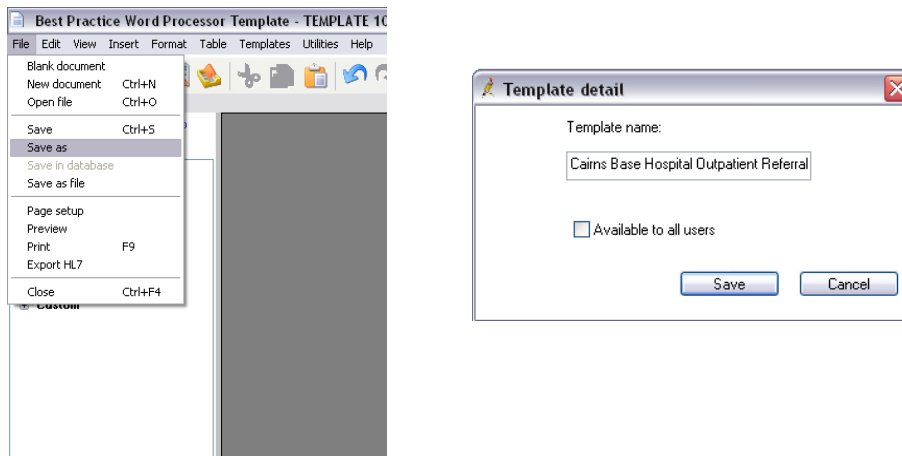 Best Practice Word Processor Template - TEMPLATE 10
File Edit View Insert Format Table Templates Utilities Help
Blank document
New document Ctrl+N
Open file Ctrl+O
Save Ctrl+S
Save as
Save in database
Save as file
Page setup
Preview
Print F9
Export HL7
Close Ctrl+F4
Custom
Template detail
Template name:
Cairns Base Hospital Outpatient Referral
Available to all users
Save Cancel